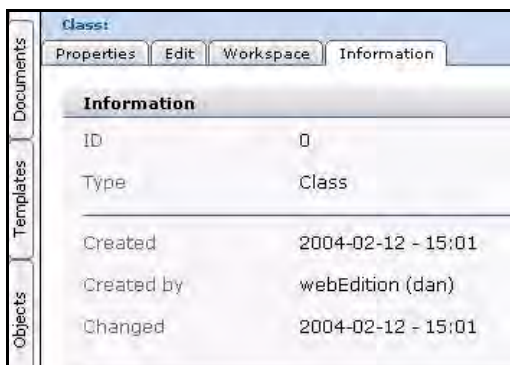 Class:
Properties Edit Workspace Information
Documents
Information
ID 0
Type Class
Templates
Created 2004-02-12 - 15:01
Created by webEdition (dan)
Objects
Changed 2004-02-12 - 15:01